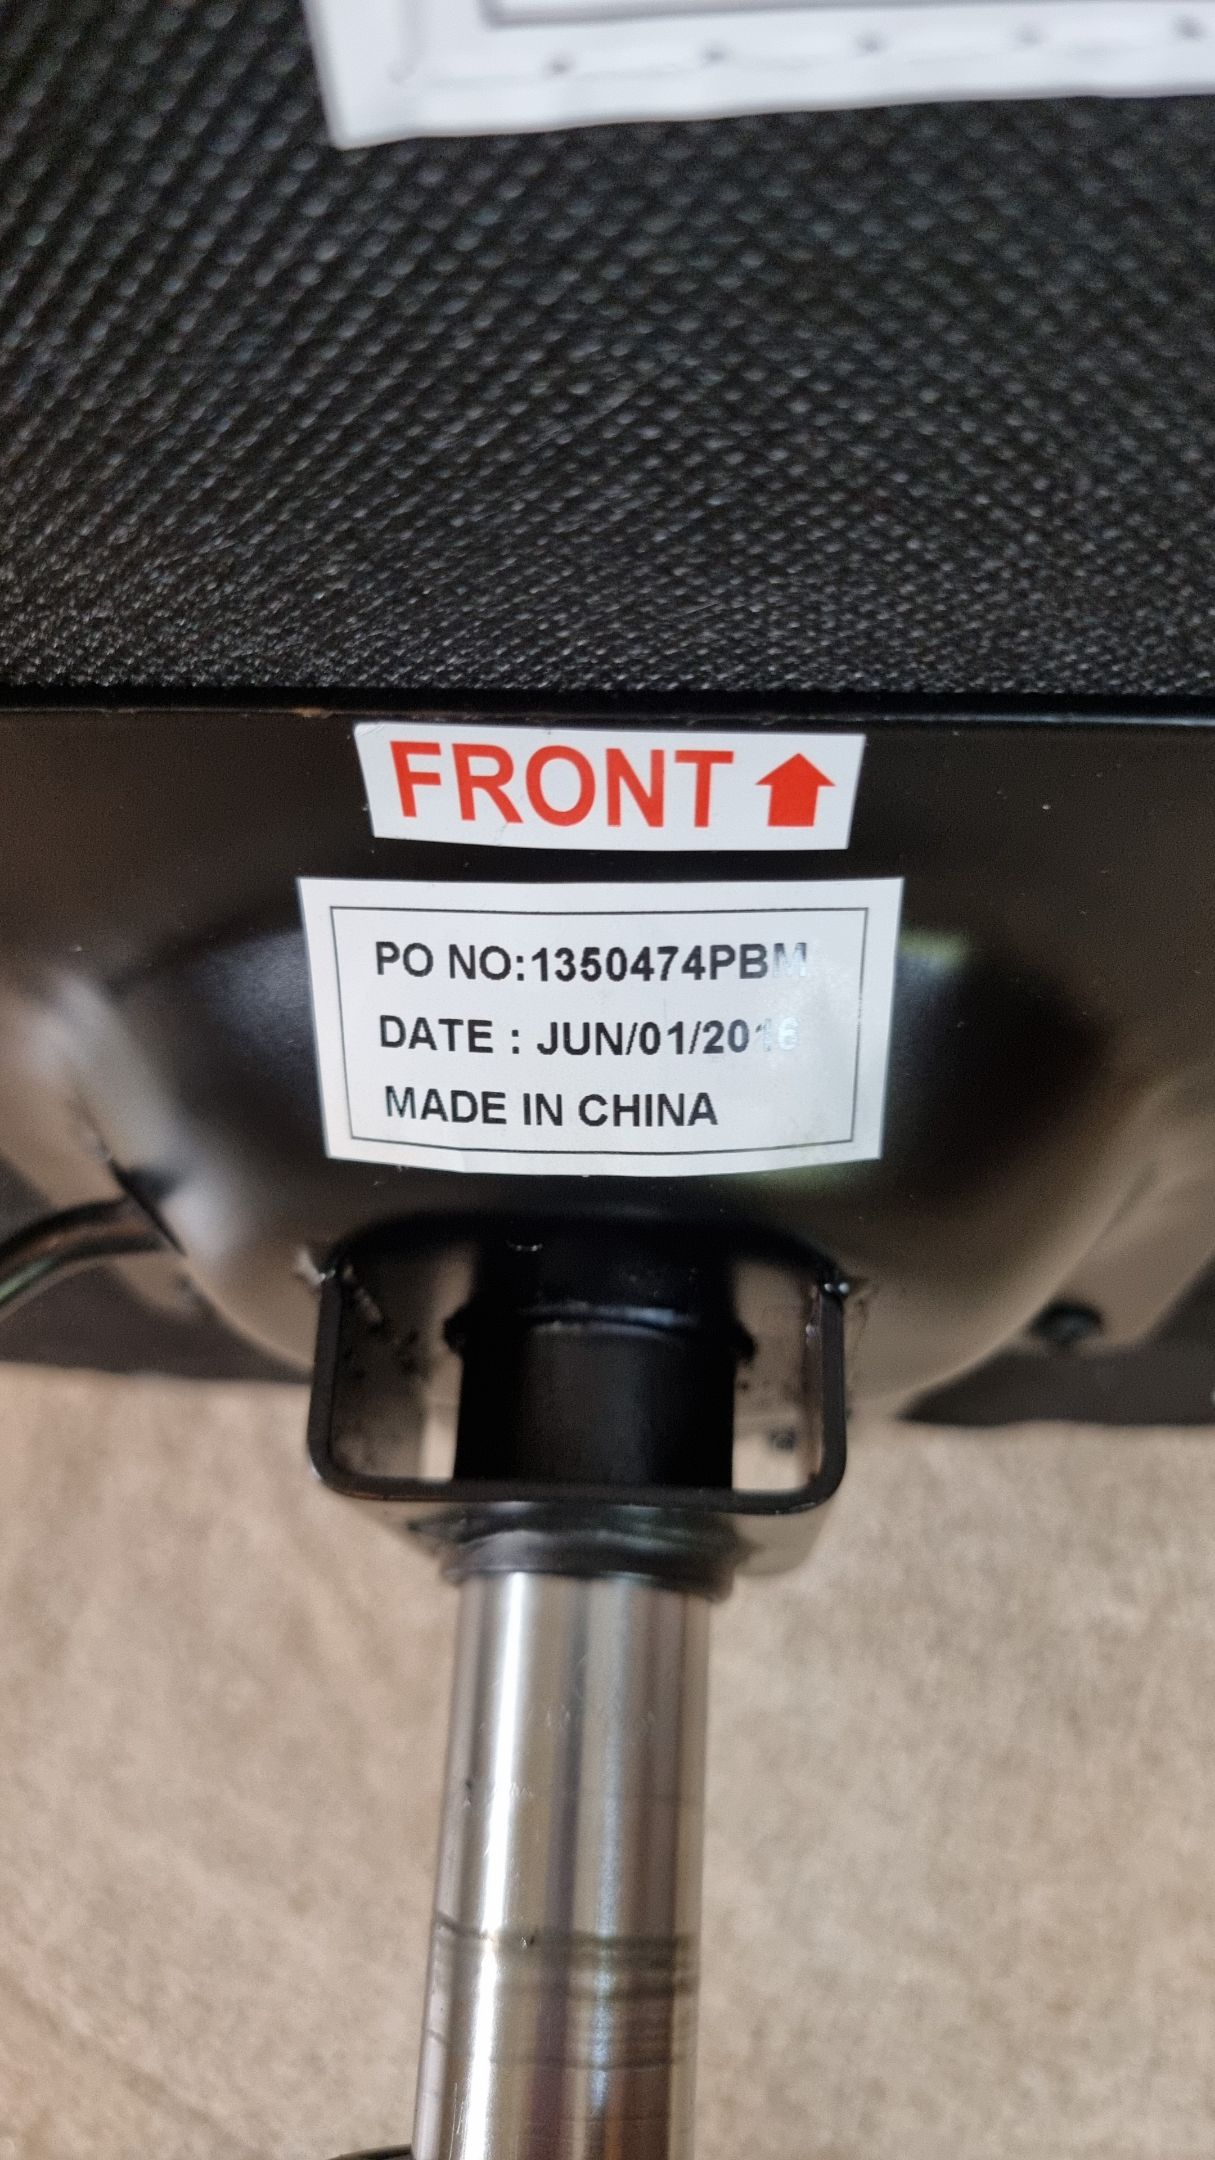 FRONT
PO NO:1350474PBM
DATE : JUN/01/2016
MADE IN CHINA